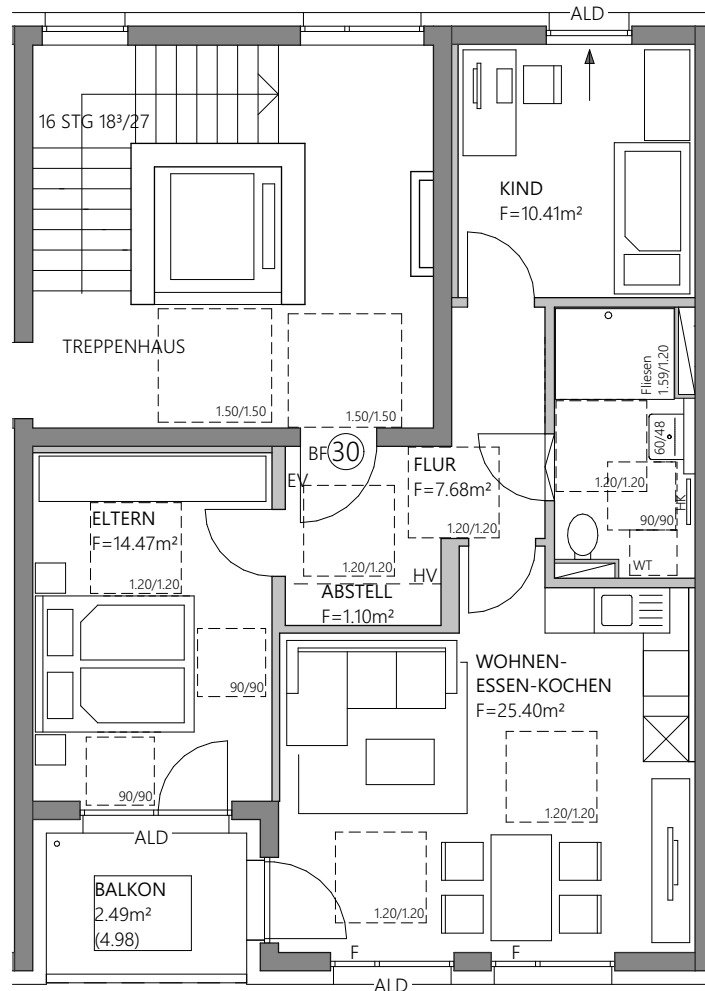 ALD
16 STG 18³/27
KIND
F=10.41m²
TREPPENHAUS
1.50/1.50
1.50/1.50
Fliesen
1.59/1.20
60/48
BF
30
EV
FLUR
F=7.68m²
1.20/1.20
1.20/1.20
90/90
HK
WT
ELTERN
F=14.47m²
1.20/1.20
1.20/1.20
HV
ABSTELL
F=1.10m²
90/90
WOHNEN-
ESSEN-KOCHEN
F=25.40m²
90/90
1.20/1.20
ALD
BALKON
2.49m²
(4.98)
1.20/1.20
F
F
ALD